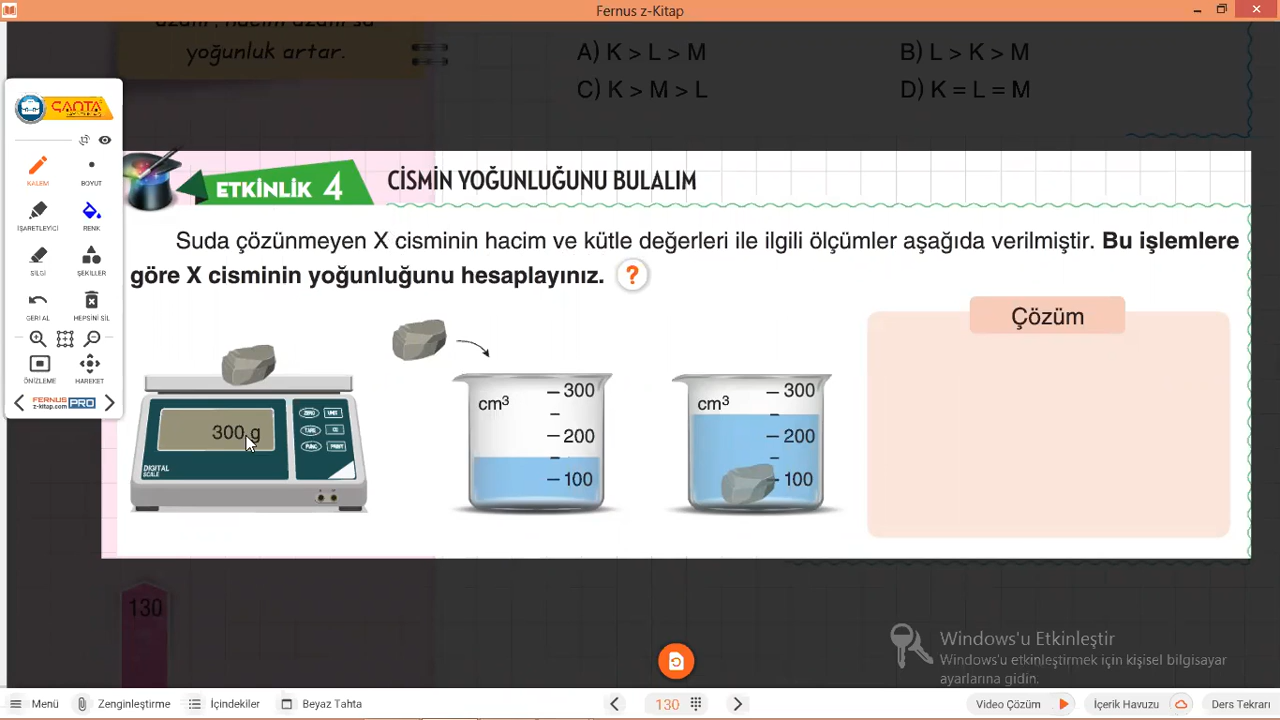 Fernus z-Kitap
yoğunluk artar.
A) K > L > M
B) L > K > M
C) K > M > L
D) K = L = M
ÇANTA
KALEM
BOYUT
İŞARETLEYİCİ
RENK
SİLGİ
ŞEKİLLER
GERİ AL
HEPSİNİ SİL
ÖNİZLEME
HAREKET
FERNUS
z-kitap.com PRO
ETKİNLİK 4
CİSMİN YOĞUNLUĞUNU BULALIM
Suda çözünmeyen X cisminin hacim ve kütle değerleri ile ilgili ölçümler aşağıda verilmiştir. Bu işlemlere
göre X cisminin yoğunluğunu hesaplayınız. ?
300 g
ZERO
TARE
FUNC
PRINT
DIGITAL
SCALE
cm³
300
200
100
cm³
300
200
100
Çözüm
130
Windows'u Etkinleştir
Windows'u etkinleştirmek için kişisel bilgisayar
ayarlarına gidin.
Menü
Zenginleştirme
İçindekiler
Beyaz Tahta
130
Video Çözüm
İçerik Havuzu
Ders Tekrarı